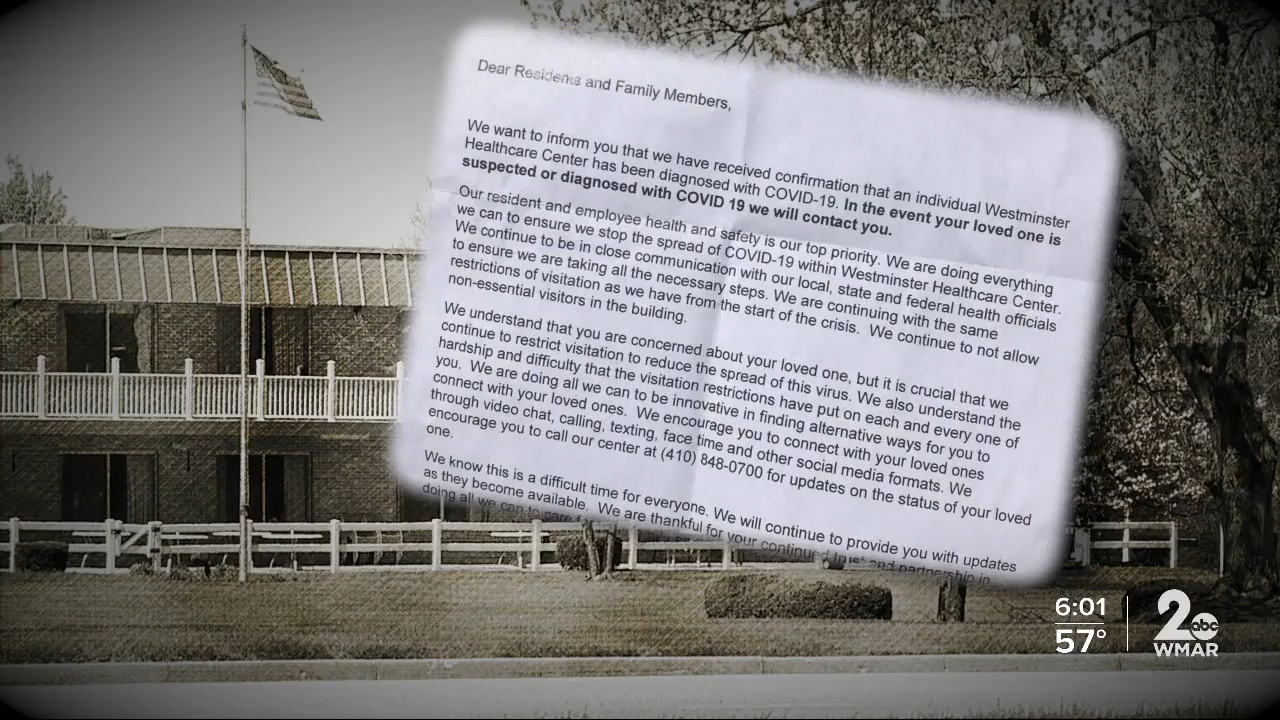 Dear Residents and Family Members,
We want to inform you that we have received confirmation that an individual Westminster
Healthcare Center has been diagnosed with COVID-19. In the event your loved one is
suspected or diagnosed with COVID 19 we will contact you.
Our resident and employee health and safety is our top priority. We are doing everything
we can to ensure we stop the spread of COVID-19 within Westminster Healthcare Center.
We continue to be in close communication with our local, state and federal health officials
to ensure we are taking all the necessary steps. We are continuing with the same
restrictions of visitation as we have from the start of the crisis. We continue to not allow
non-essential visitors in the building.
We understand that you are concerned about your loved one, but it is crucial that we
continue to restrict visitation to reduce the spread of this virus. We also understand the
hardship and difficulty that the visitation restrictions have put on each and every one of
you. We are doing all we can to be innovative in finding alternative ways for you to
connect with your loved ones. We encourage you to connect with your loved ones
through video chat, calling, texting, face time and other social media formats. We
encourage you to call our center at (410) 848-0700 for updates on the status of your loved
one.
We know this is a difficult time for everyone. We will continue to provide you with updates
as they become available. We are thankful for your continued trust and partnership in
doing all we can to
6:01
57°
2 abc
WMAR